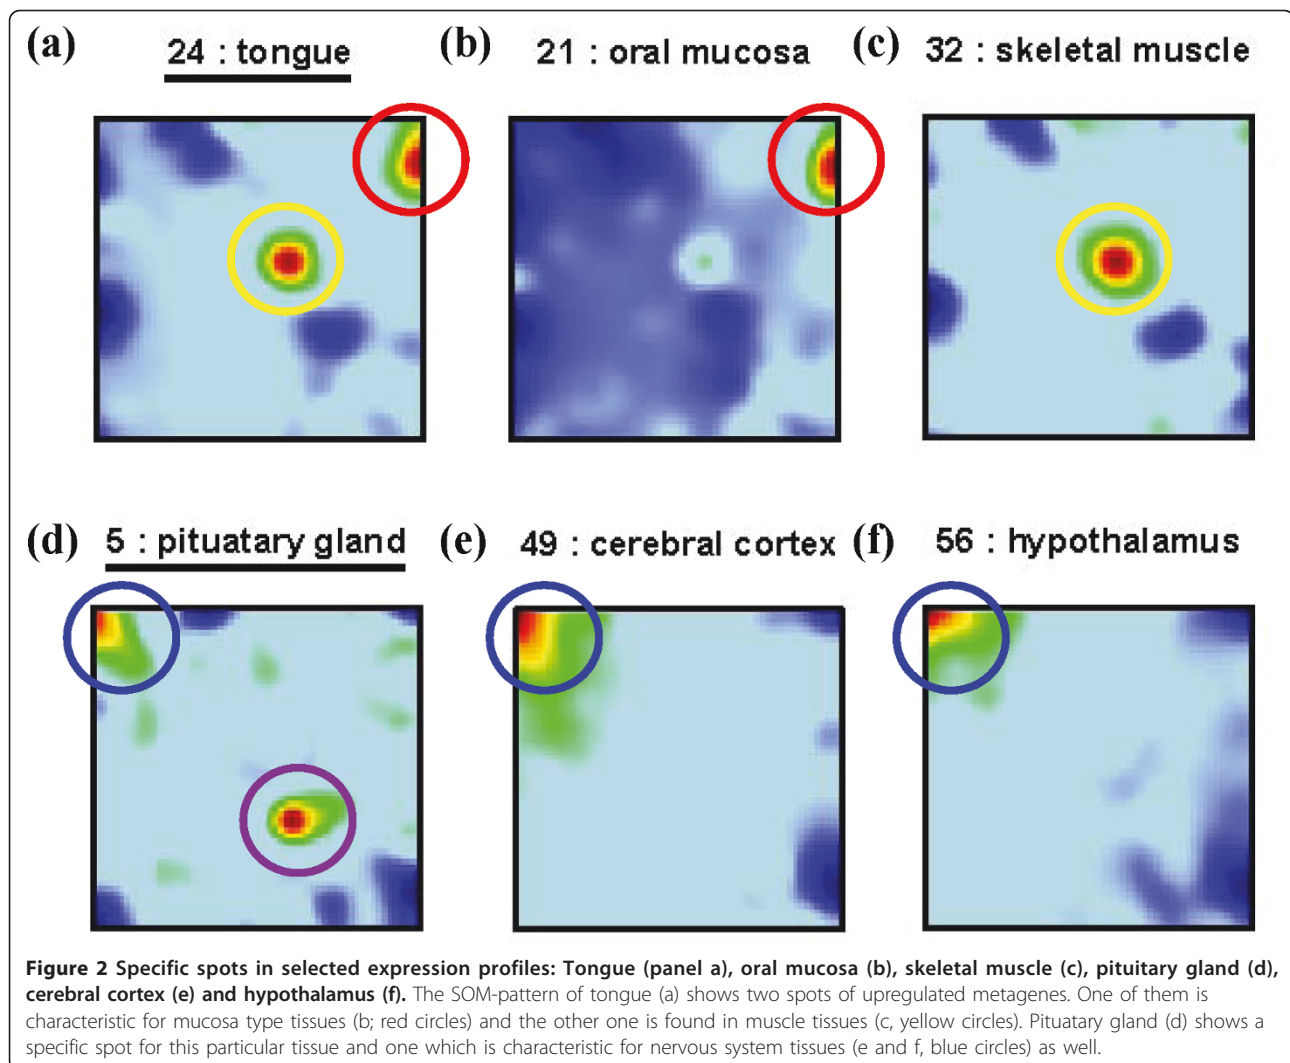 (a) 24 : tongue
(b) 21 : oral mucosa
(c) 32 : skeletal muscle
(d) 5 : pituatary gland
(e) 49 : cerebral cortex
(f) 56 : hypothalamus
Figure 2 Specific spots in selected expression profiles: Tongue (panel a), oral mucosa (b), skeletal muscle (c), pituitary gland (d),
cerebral cortex (e) and hypothalamus (f). The SOM-pattern of tongue (a) shows two spots of upregulated metagenes. One of them is
characteristic for mucosa type tissues (b; red circles) and the other one is found in muscle tissues (c, yellow circles). Pituatary gland (d) shows a
specific spot for this particular tissue and one which is characteristic for nervous system tissues (e and f, blue circles) as well.